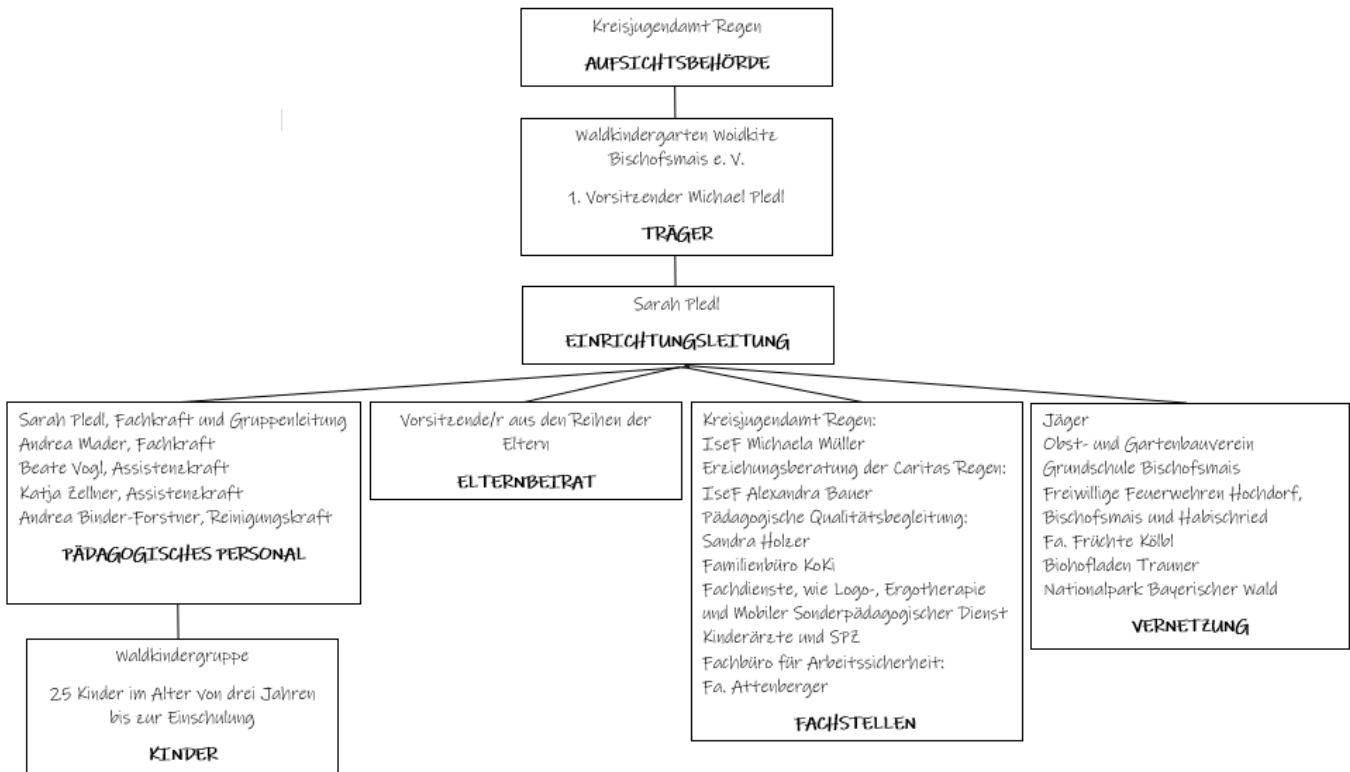 Kreisjugendamt Regen
AUFSICHTSBEHÖRDE
Waldkindergarten Woidkitz
Bischofsmais e. V.
1. Vorsitzender Michael Pledl
TRÄGER
Sarah Pledl
EINRICHTUNGSLEITUNG
Sarah Pledl, Fachkraft und Gruppenleitung
Andrea Mader, Fachkraft
Beate Vogl, Assistenzkraft
Katja Zellner, Assistenzkraft
Andrea Binder-Forstner, Reinigungskraft
PÄDAGOGISCHES PERSONAL
Waldkindergruppe
25 Kinder im Alter von drei Jahren
bis zur Einschulung
KINDER
Vorsitzende/r aus den Reihen der
Eltern
ELTERNBEIRAT
Kreisjugendamt Regen:
IseF Michaela Müller
Erziehungsberatung der Caritas Regen:
IseF Alexandra Bauer
Pädagogische Qualitätsbegleitung:
Sandra Holzer
Familienbüro KoKi
Fachdienste, wie Logo-, Ergotherapie
und Mobiler Sonderpädagogischer Dienst
Kinderärzte und SPZ
Fachbüro für Arbeitssicherheit:
Fa. Attenberger
FACHSTELLEN
Jäger
Obst- und Gartenbauverein
Grundschule Bischofsmais
Freiwillige Feuerwehren Hochdorf,
Bischofsmais und Habischried
Fa. Früchte Kölbl
Biohofladen Trauner
Nationalpark Bayerischer Wald
VERNETZUNG